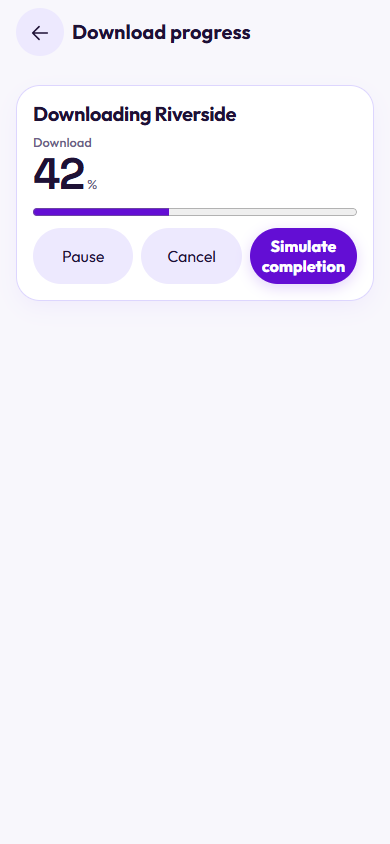 Download progress
Downloading Riverside
Download
42 %
Pause
Cancel
Simulate
completion